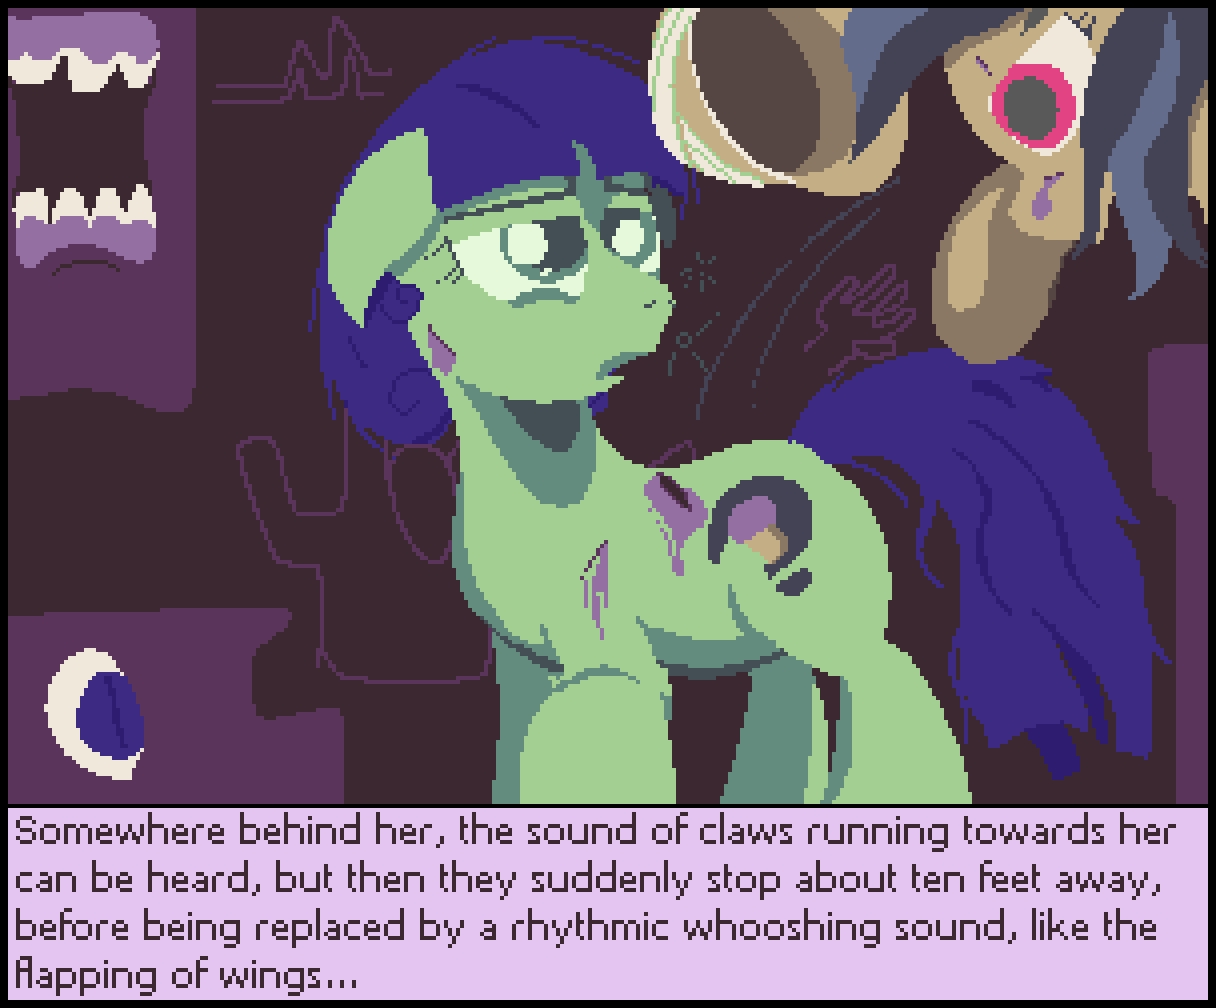 Somewhere behind her, the sound of claws running towards her
can be heard, but then they suddenly stop about ten feet away,
before being replaced by a rhythmic whooshing sound, like the
flapping of wings...